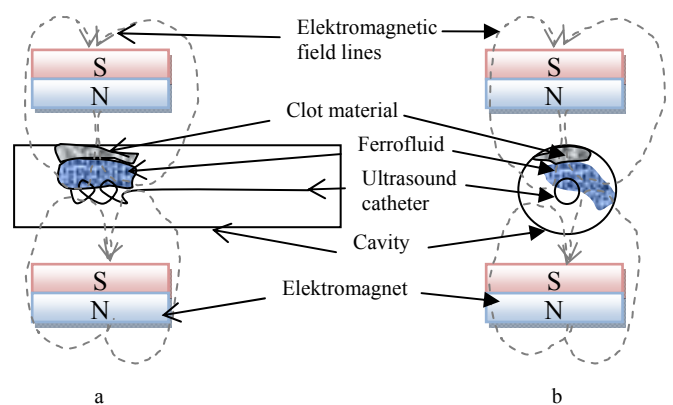 Elektromagnetic
field lines
S
N
S
N
Clot material
Ferrofluid
Ultrasound
catheter
Cavity
S
N
S
N
Elektromagnet
a
b